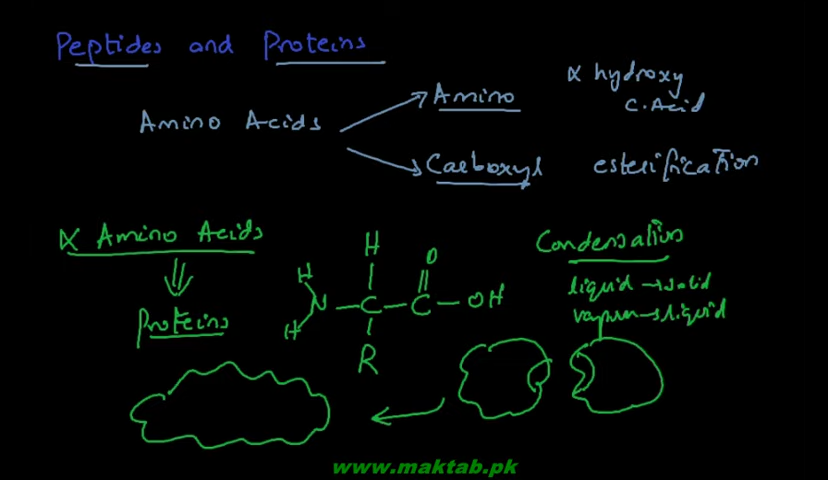 Peptides and Proteins
Amino Acids
Amino
α hydroxy
C. Acid
Carboxyl
esterification
α Amino Acids
Proteins
H
H
N — C — C — OH
O
H
R
Condensation
liquid → solid
vapour → liquid
www.maktab.pk